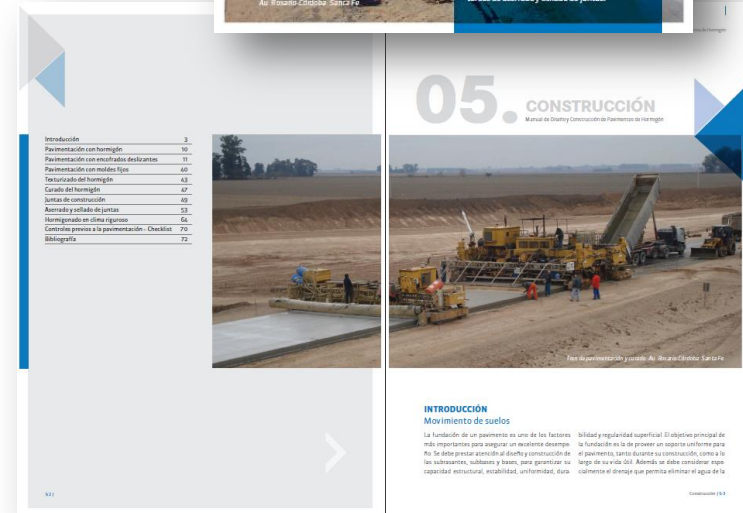 Au. Rosario Córdoba. Santa Fe
05. CONSTRUCCIÓN
Manual de Diseño y Construcción de Pavimentos de Hormigón
Introducción 3
Pavimentación con hormigón 10
Pavimentación con encofrados deslizantes 11
Pavimentación con moldes fijos 40
Texturizado del hormigón 43
Curado del hormigón 47
Juntas de construcción 49
Aserrado y sellado de juntas 53
Hormigonado en clima riguroso 64
Controles previos a la pavimentación - Checklist 70
Bibliografía 72
Tren de pavimentación y curado. Au. Rosario Córdoba. Santa Fe
INTRODUCCIÓN
Movimiento de suelos
La fundación de un pavimento es uno de los factores
más importantes para asegurar un excelente desempe-
ño. Se debe prestar atención al diseño y construcción de
las subrasantes, subbases y bases, para garantizar su
capacidad estructural, estabilidad, uniformidad, dura-
bilidad y regularidad superficial. El objetivo principal de
la fundación es la de proveer un soporte uniforme para
el pavimento, tanto durante su construcción, como a lo
largo de su vida útil. Además se debe considerar espe-
cialmente el drenaje que permita eliminar el agua de la
Construcción |